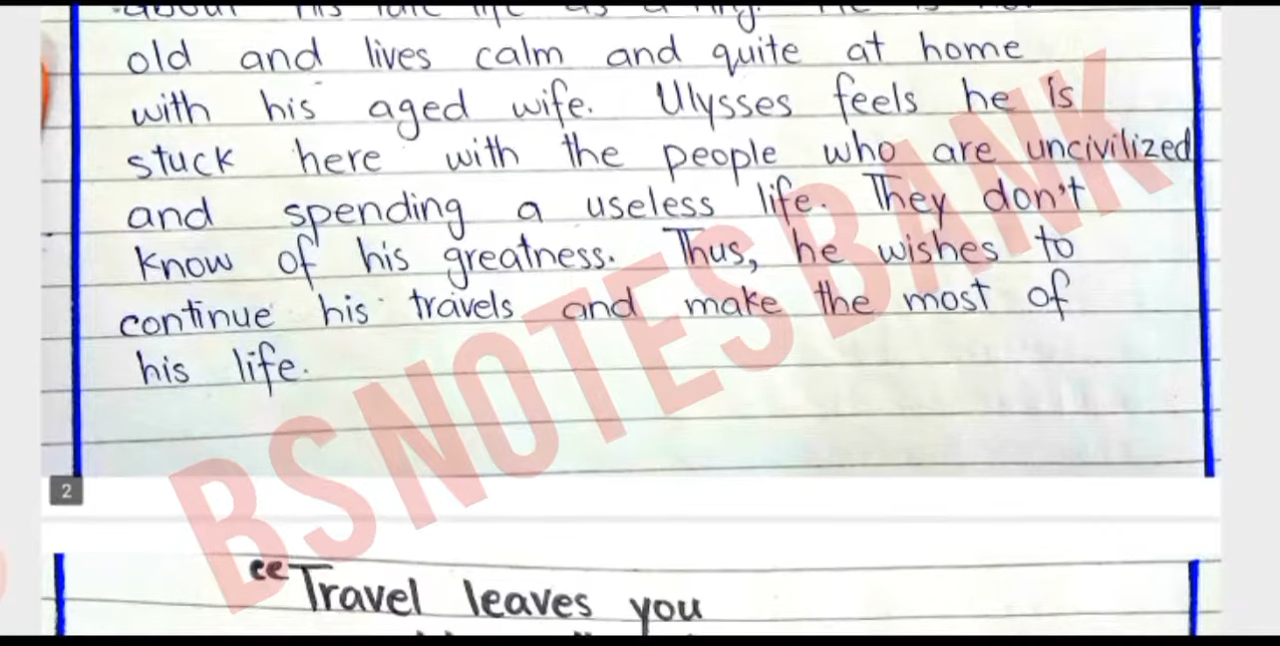 old and lives calm and quite at home
with his aged wife. Ulysses feels he is
stuck here with the people who are uncivilized
and spending a useless life. They don't
know of his greatness. Thus, he wishes to
continue his travels and make the most of
his life.
BSNOTES BANK
2
“Travel leaves you